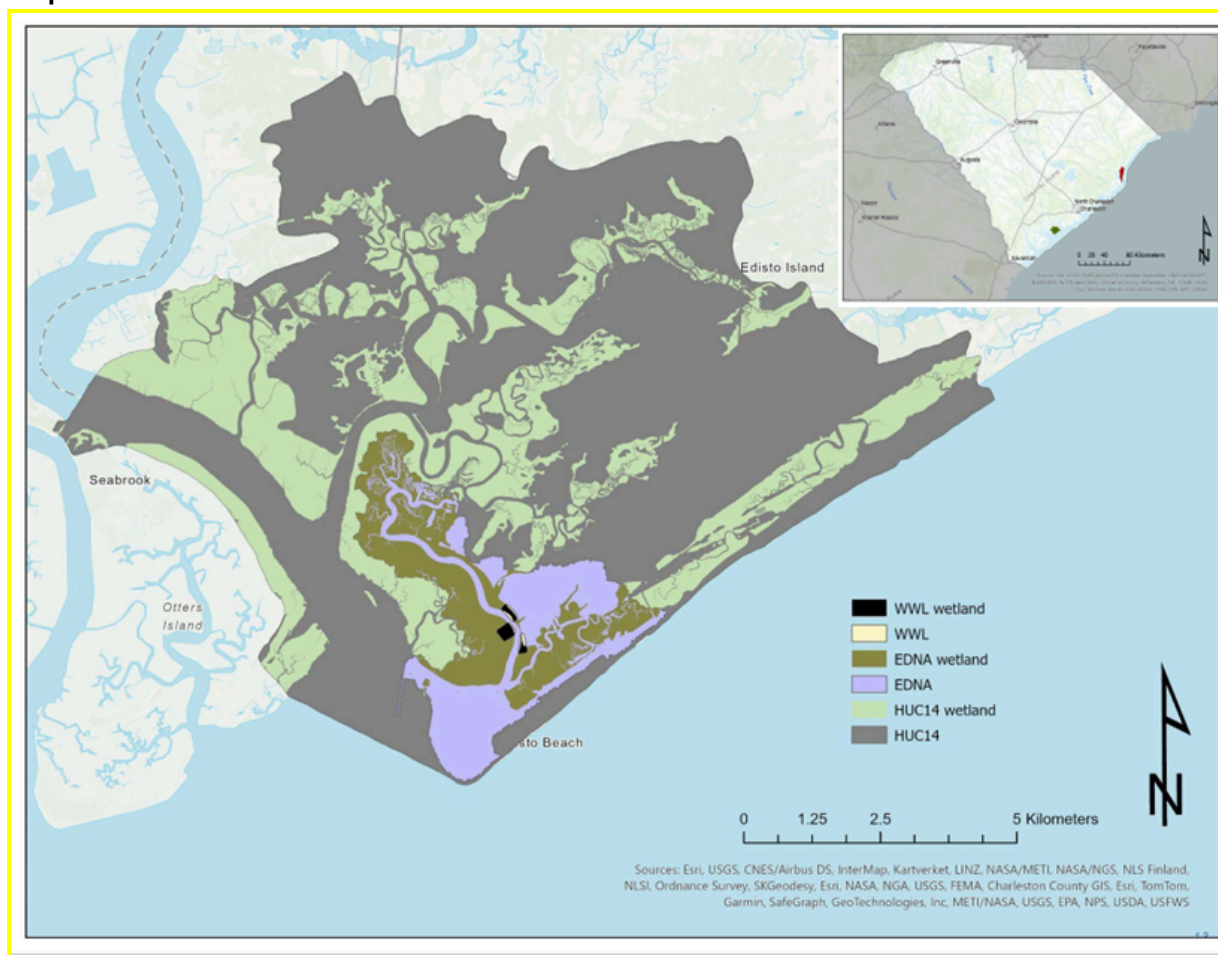 Greenville
Columbia
Augusta
North Charleston
Charleston
Savannah
0 20 40 80 Kilometers
N
Edisto Island
Seabrook
Otters
Island
sto Beach
WWL wetland
WWL
EDNA wetland
EDNA
HUC14 wetland
HUC14
0 1.25 2.5 5 Kilometers
N
Sources: Esri, USGS, CNES/Airbus DS, InterMap, Kartverket, LINZ, NASA/METI, NASA/NGS, NLS Finland,
NLSI, Ordnance Survey, SKGeodesy, Esri, NASA, NGA, USGS, FEMA, Charleston County GIS, Esri, TomTom,
Garmin, SafeGraph, GeoTechnologies, Inc, METI/NASA, USGS, EPA, NPS, USDA, USFWS